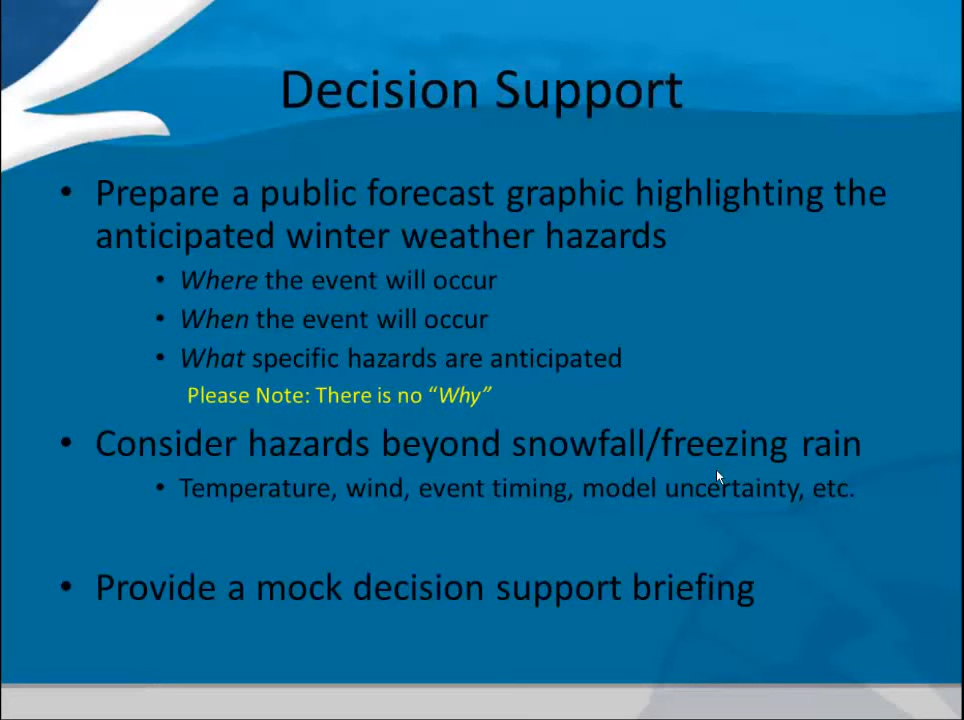 Decision Support
• Prepare a public forecast graphic highlighting the
anticipated winter weather hazards
• Where the event will occur
• When the event will occur
• What specific hazards are anticipated
Please Note: There is no “Why”
• Consider hazards beyond snowfall/freezing rain
• Temperature, wind, event timing, model uncertainty, etc.
• Provide a mock decision support briefing